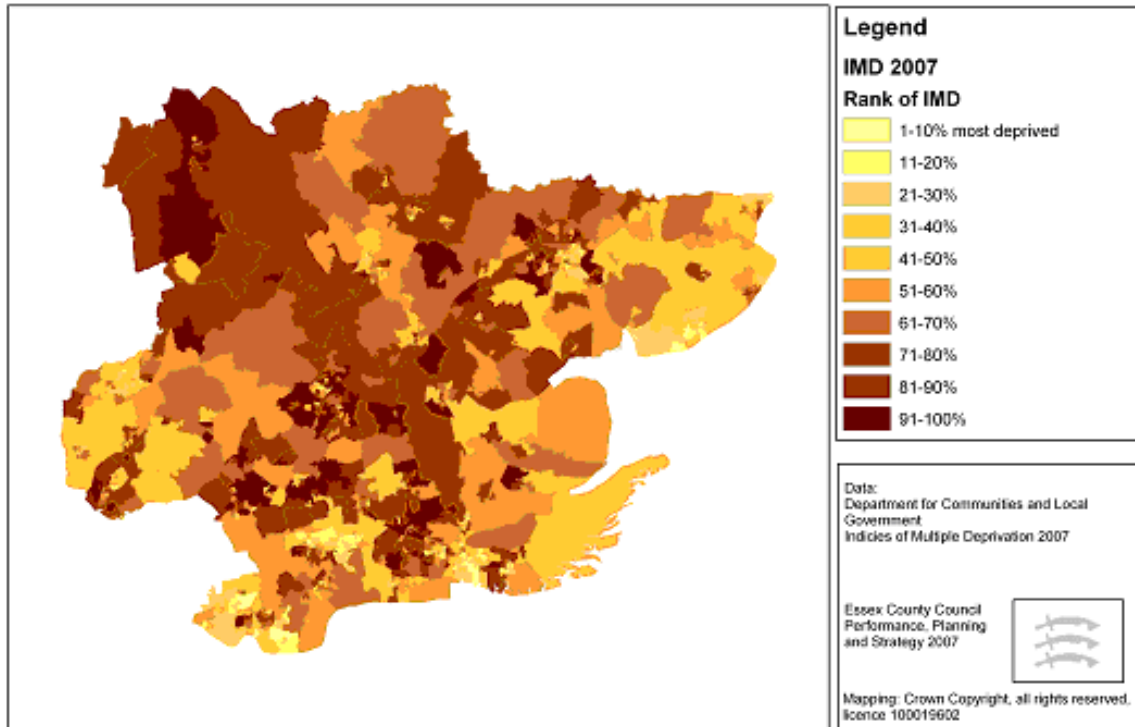 Legend
IMD 2007
Rank of IMD
1-10% most deprived
11-20%
21-30%
31-40%
41-50%
51-60%
61-70%
71-80%
81-90%
91-100%
Data:
Department for Communities and Local
Government
Indicies of Multiple Deprivation 2007
Essex County Council
Performance, Planning
and Strategy 2007
Mapping: Crown Copyright, all rights reserved,
licence 100019602